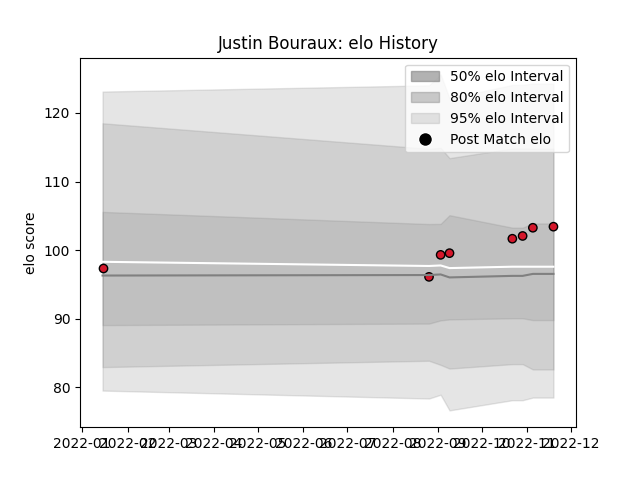 Justin Bouraux: elo History
50% elo Interval
80% elo Interval
95% elo Interval
Post Match elo
elo score
120
110
100
90
80
2022-01 2022-02 2022-03 2022-04 2022-05 2022-06 2022-07 2022-08 2022-09 2022-10 2022-11 2022-12